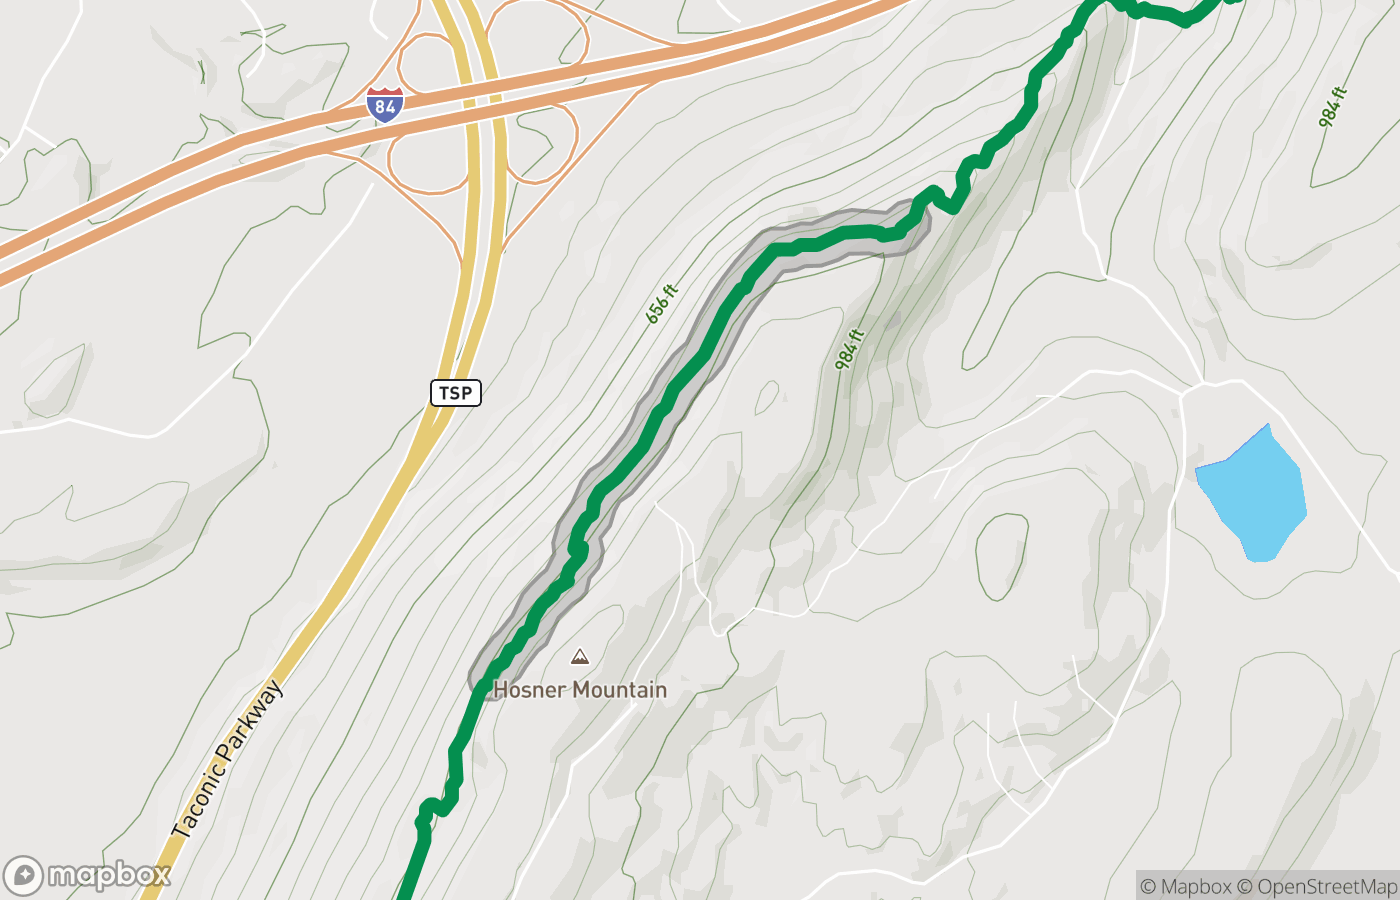 84
984 ft
656 ft
984 ft
TSP
Hosner Mountain
Taconic Parkway
mapbox
© Mapbox © OpenStreetMap